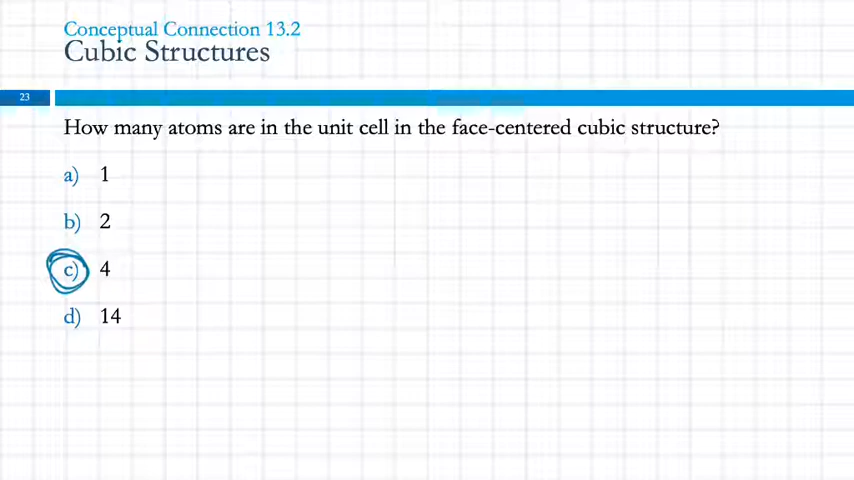 Conceptual Connection 13.2
Cubic Structures
23
How many atoms are in the unit cell in the face-centered cubic structure?
a) 1
b) 2
c) 4
d) 14